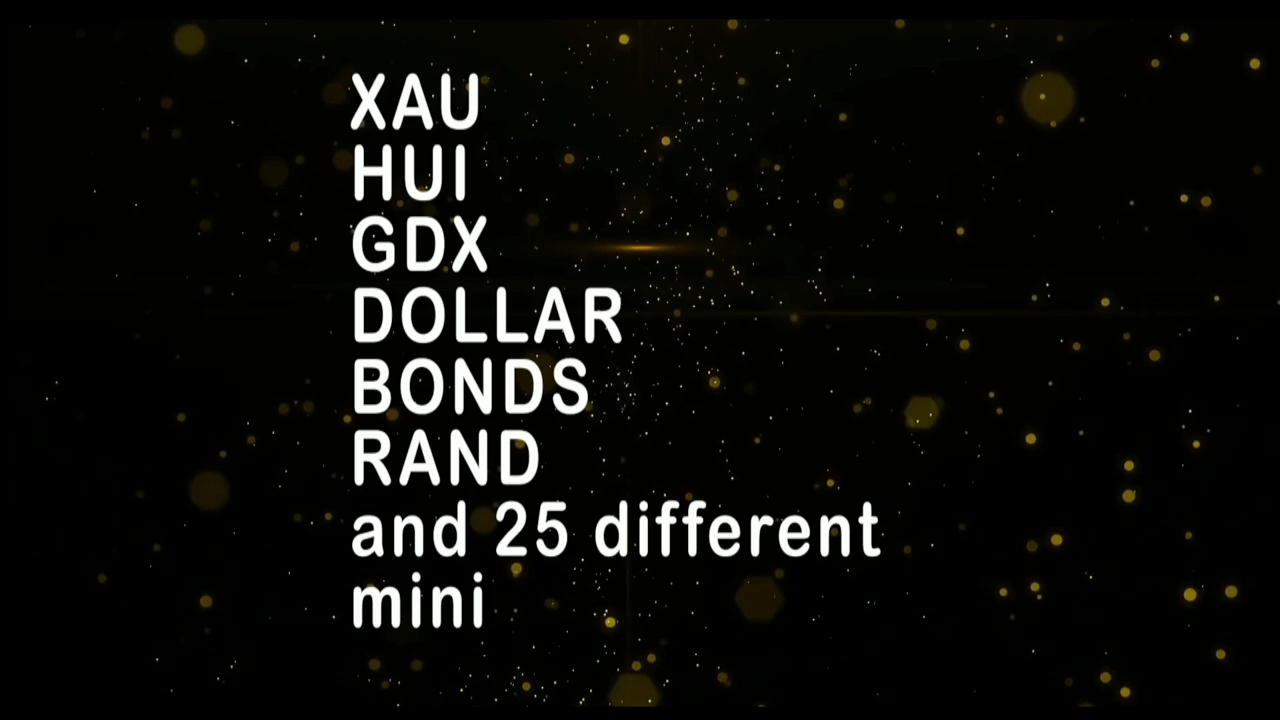 XAU
HUI
GDX
DOLLAR
BONDS
RAND
and 25 different
mini